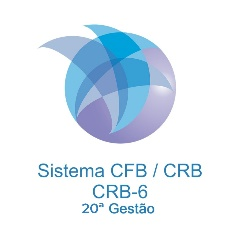 Sistema CFB / CRB
CRB-6
20ª Gestão